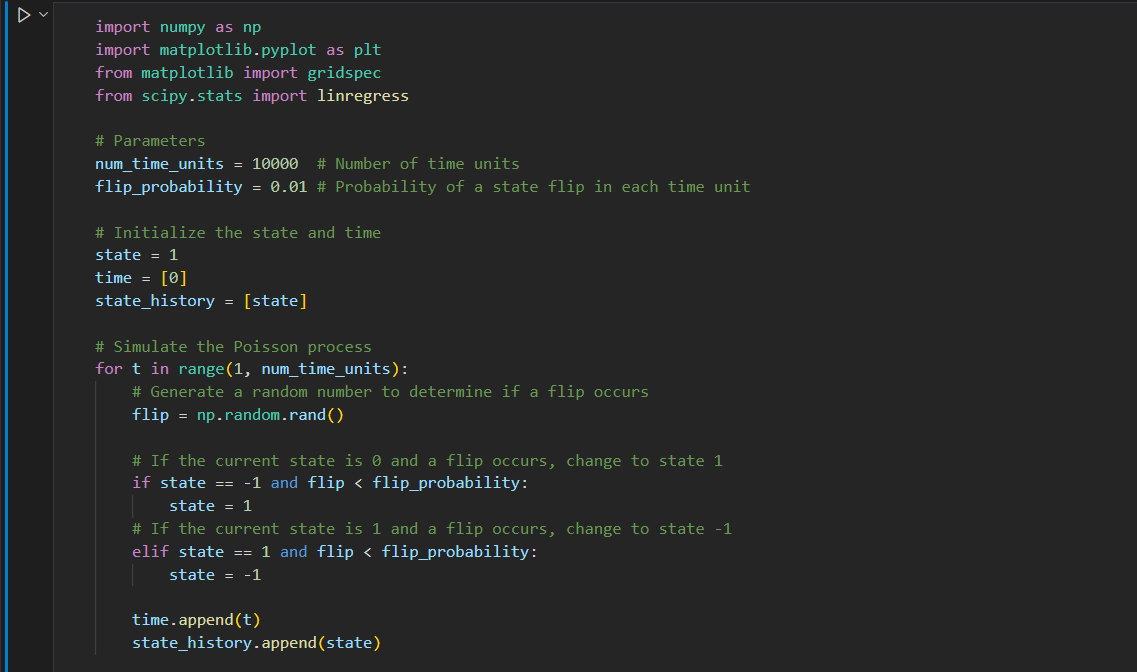 import numpy as np
import matplotlib.pyplot as plt
from matplotlib import gridspec
from scipy.stats import linregress
# Parameters
num_time_units = 10000  # Number of time units
flip_probability = 0.01 # Probability of a state flip in each time unit
# Initialize the state and time
state = 1
time = [0]
state_history = [state]
# Simulate the Poisson process
for t in range(1, num_time_units):
    # Generate a random number to determine if a flip occurs
    flip = np.random.rand()
    # If the current state is 0 and a flip occurs, change to state 1
    if state == -1 and flip < flip_probability:
        state = 1
    # If the current state is 1 and a flip occurs, change to state -1
    elif state == 1 and flip < flip_probability:
        state = -1
    time.append(t)
    state_history.append(state)